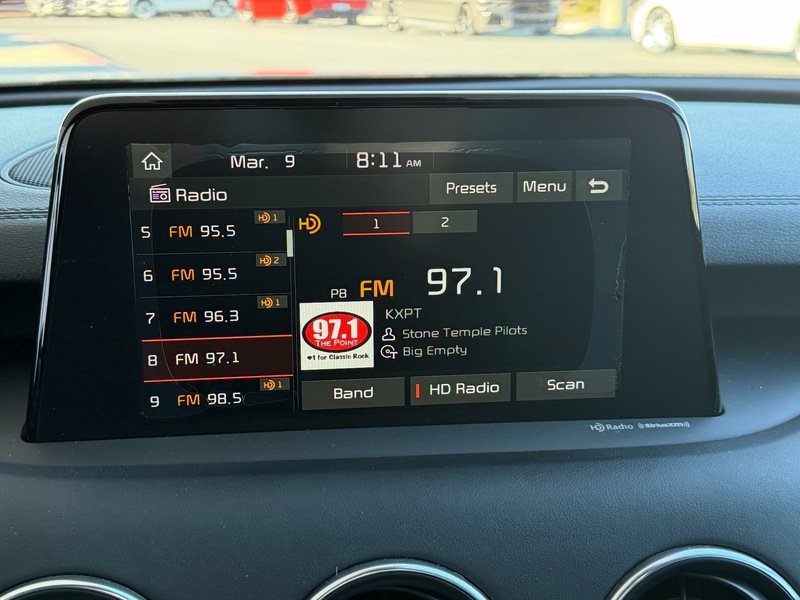 Mar. 9 8:11 AM
Radio Presets Menu
5 FM 95.5 HD 1
6 FM 95.5 HD 2
7 FM 96.3 HD 1
8 FM 97.1
9 FM 98.5 HD 1
HD 1 2
P8 FM 97.1
KXPT
Stone Temple Pilots
Big Empty
97.1
THE POINT
#1 for Classic Rock
Band HD Radio Scan
HD Radio SiriusXM